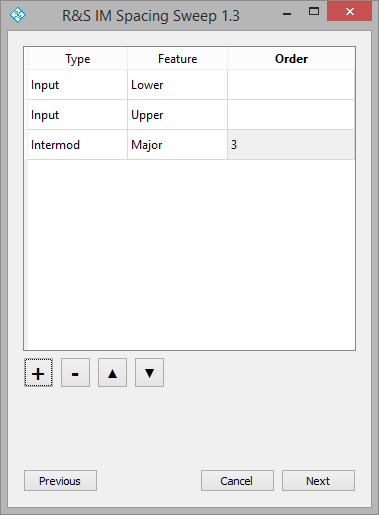 R&S IM Spacing Sweep 1.3
Type Feature Order
Input Lower
Input Upper
Intermod Major 3
+ - ▲ ▼
Previous Cancel Next